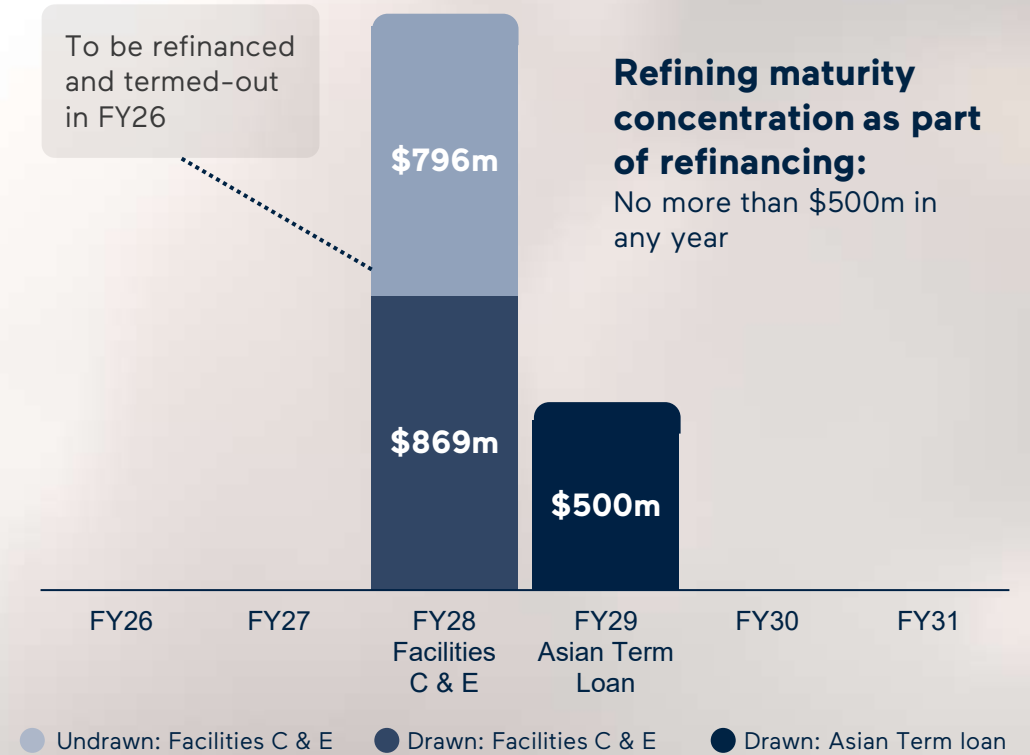 To be refinanced
and termed-out
in FY26
Refining maturity
concentration as part
of refinancing:
No more than $500m in
any year
$796m
$869m
$500m
FY26
FY27
FY28
Facilities
C & E
FY29
Asian Term
Loan
FY30
FY31
Undrawn: Facilities C & E
Drawn: Facilities C & E
Drawn: Asian Term loan